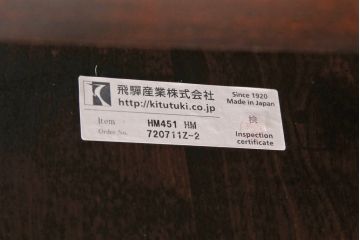 飛騨産業株式会社
http://kitutuki.co.jp
Since 1920
Made in Japan
Item HM451 HM
Order No. 720711Z-2
検
Inspection
certificate